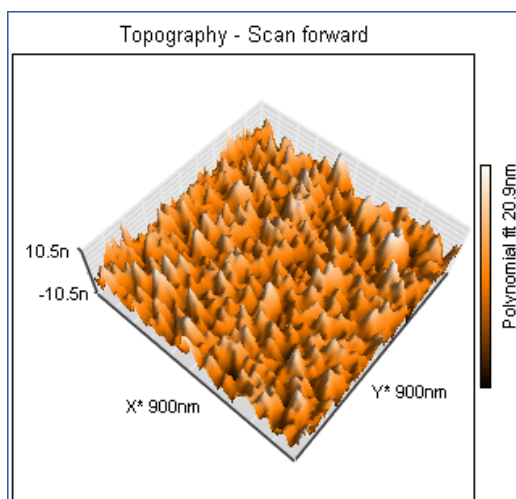 Topography - Scan forward
10.5n
-10.5n
X* 900nm
Y* 900nm
Polynomial fit 20.9nm